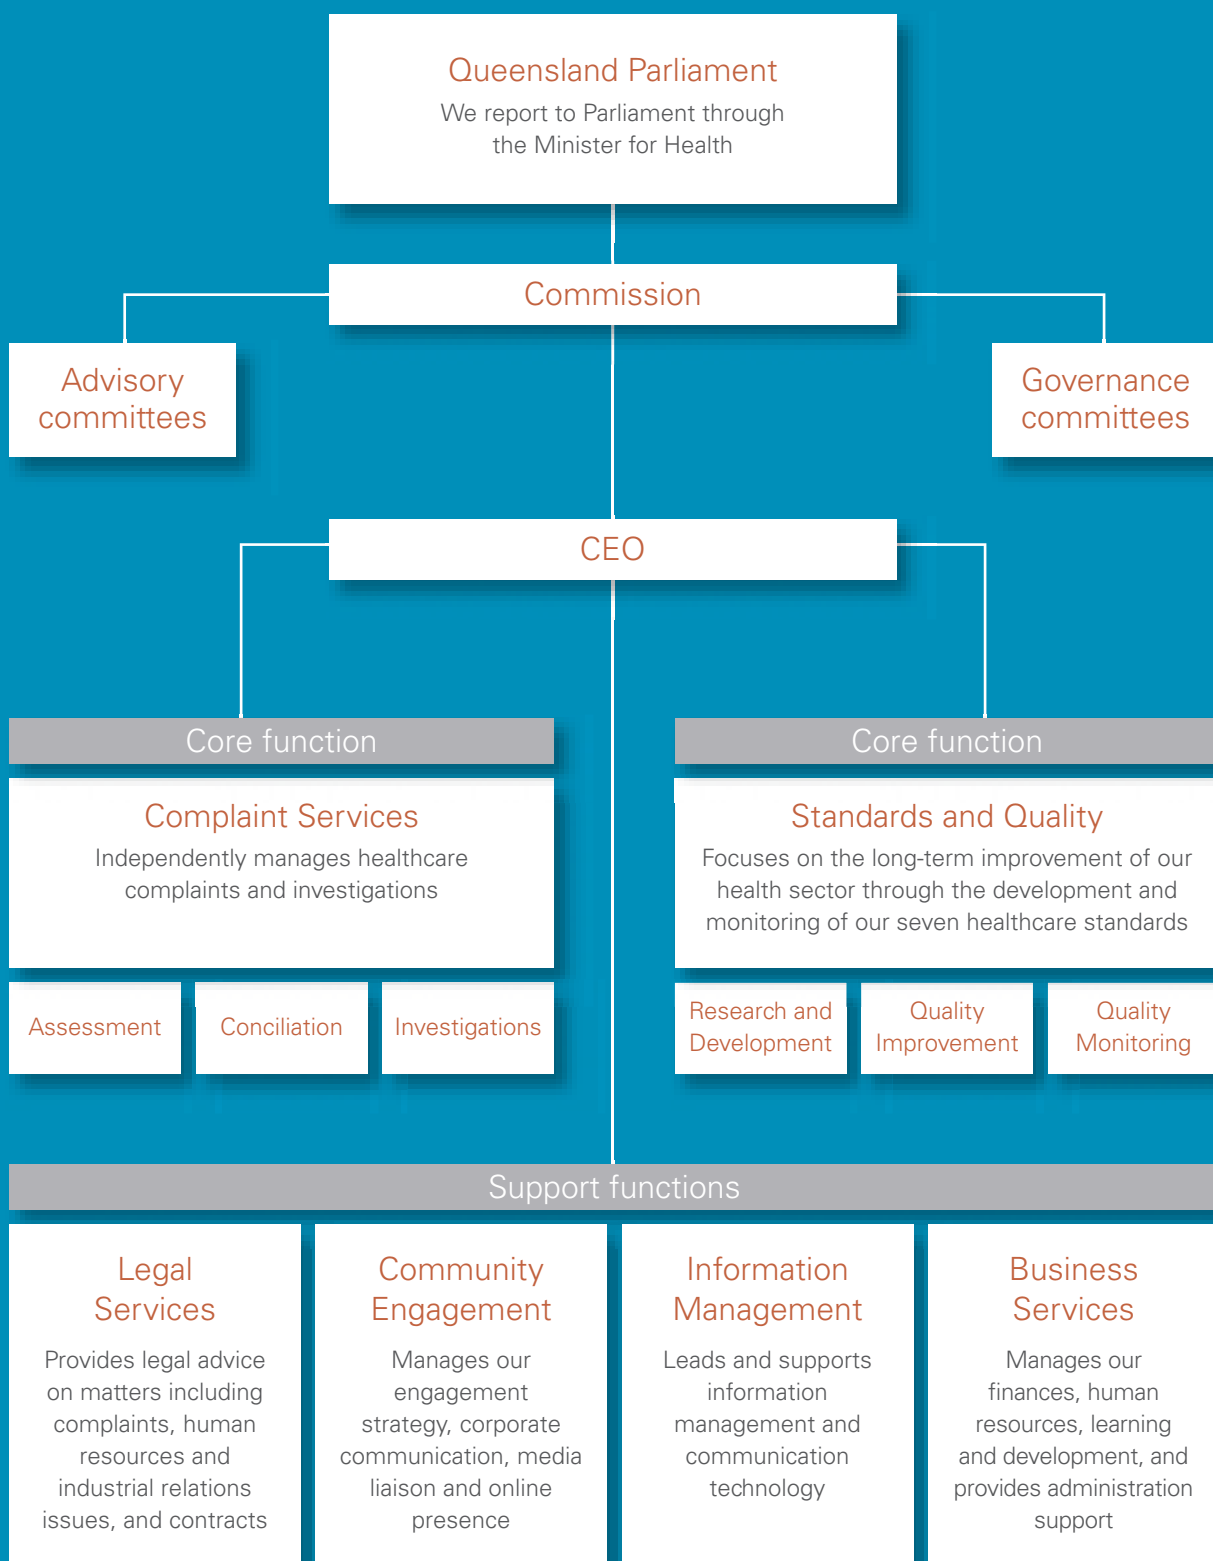 Queensland Parliament
We report to Parliament through
the Minister for Health
Commission
Advisory
committees
Governance
committees
CEO
Core function
Complaint Services
Independently manages healthcare
complaints and investigations
Assessment
Conciliation
Investigations
Core function
Standards and Quality
Focuses on the long-term improvement of our
health sector through the development and
monitoring of our seven healthcare standards
Research and
Development
Quality
Improvement
Quality
Monitoring
Support functions
Legal
Services
Provides legal advice
on matters including
complaints, human
resources and
industrial relations
issues, and contracts
Community
Engagement
Manages our
engagement
strategy, corporate
communication, media
liaison and online
presence
Information
Management
Leads and supports
information
management and
communication
technology
Business
Services
Manages our
finances, human
resources, learning
and development, and
provides administration
support